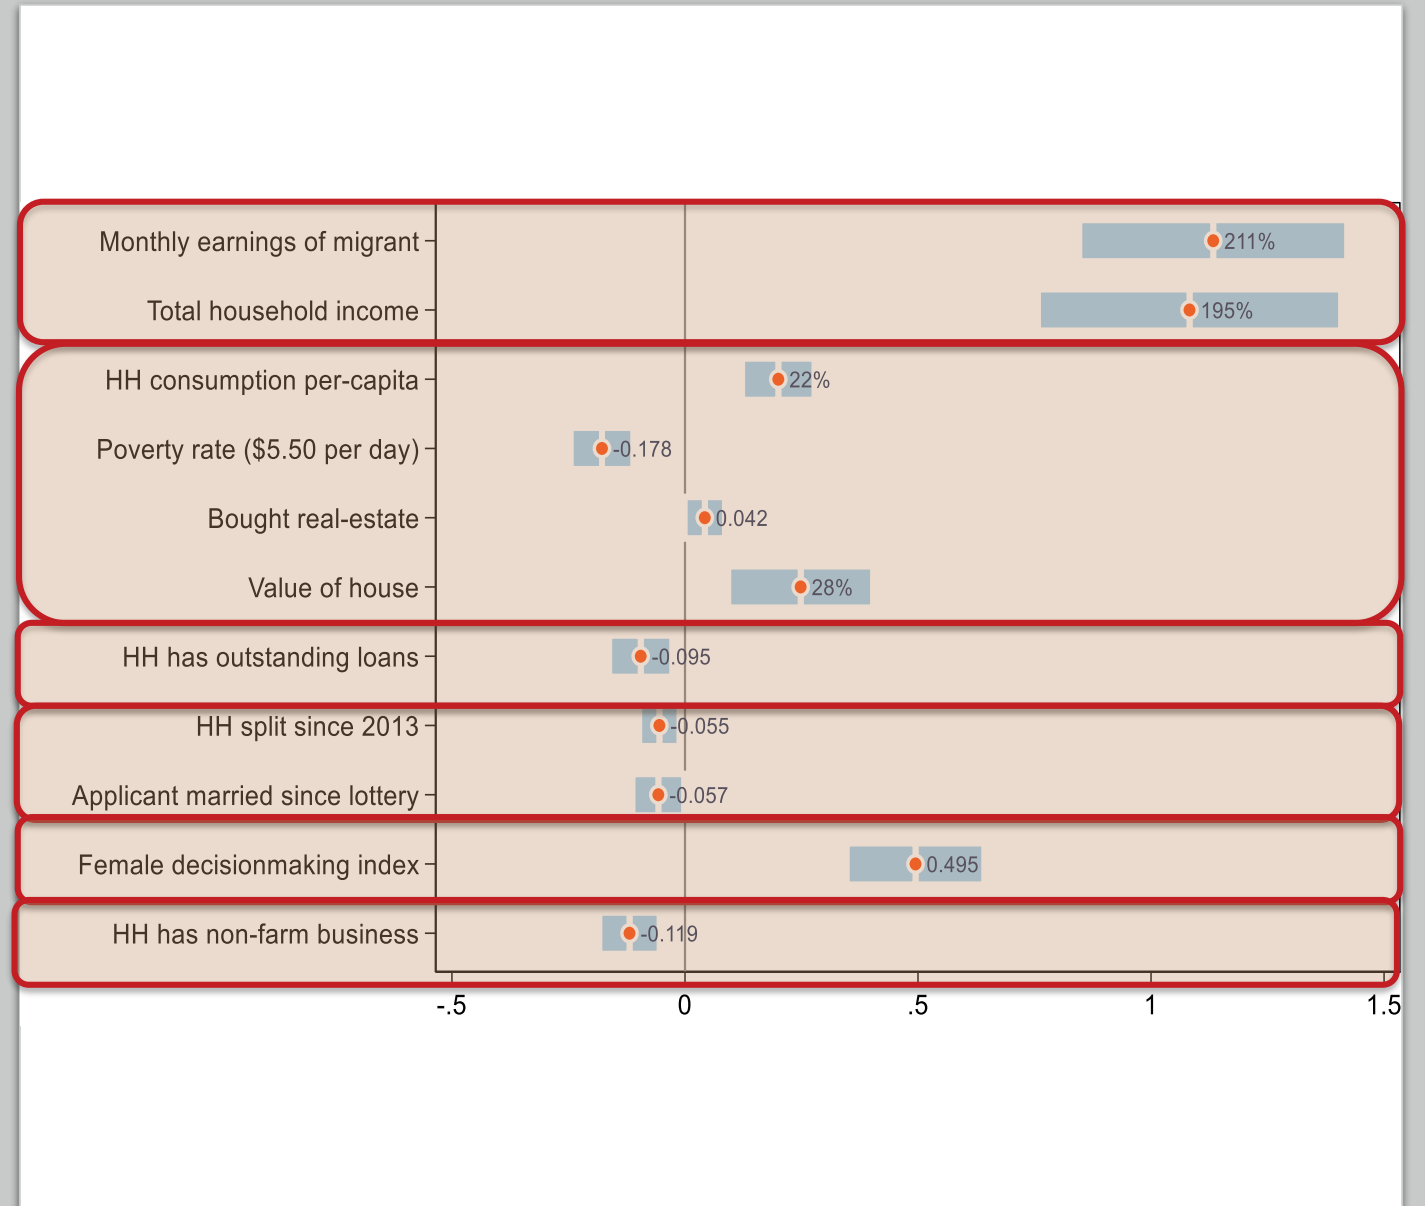 Monthly earnings of migrant 211%
Total household income 195%
HH consumption per-capita 22%
Poverty rate ($5.50 per day) -0.178
Bought real-estate 0.042
Value of house 28%
HH has outstanding loans -0.095
HH split since 2013 -0.055
Applicant married since lottery -0.057
Female decisionmaking index 0.495
HH has non-farm business -0.119
-.5 0 .5 1 1.5